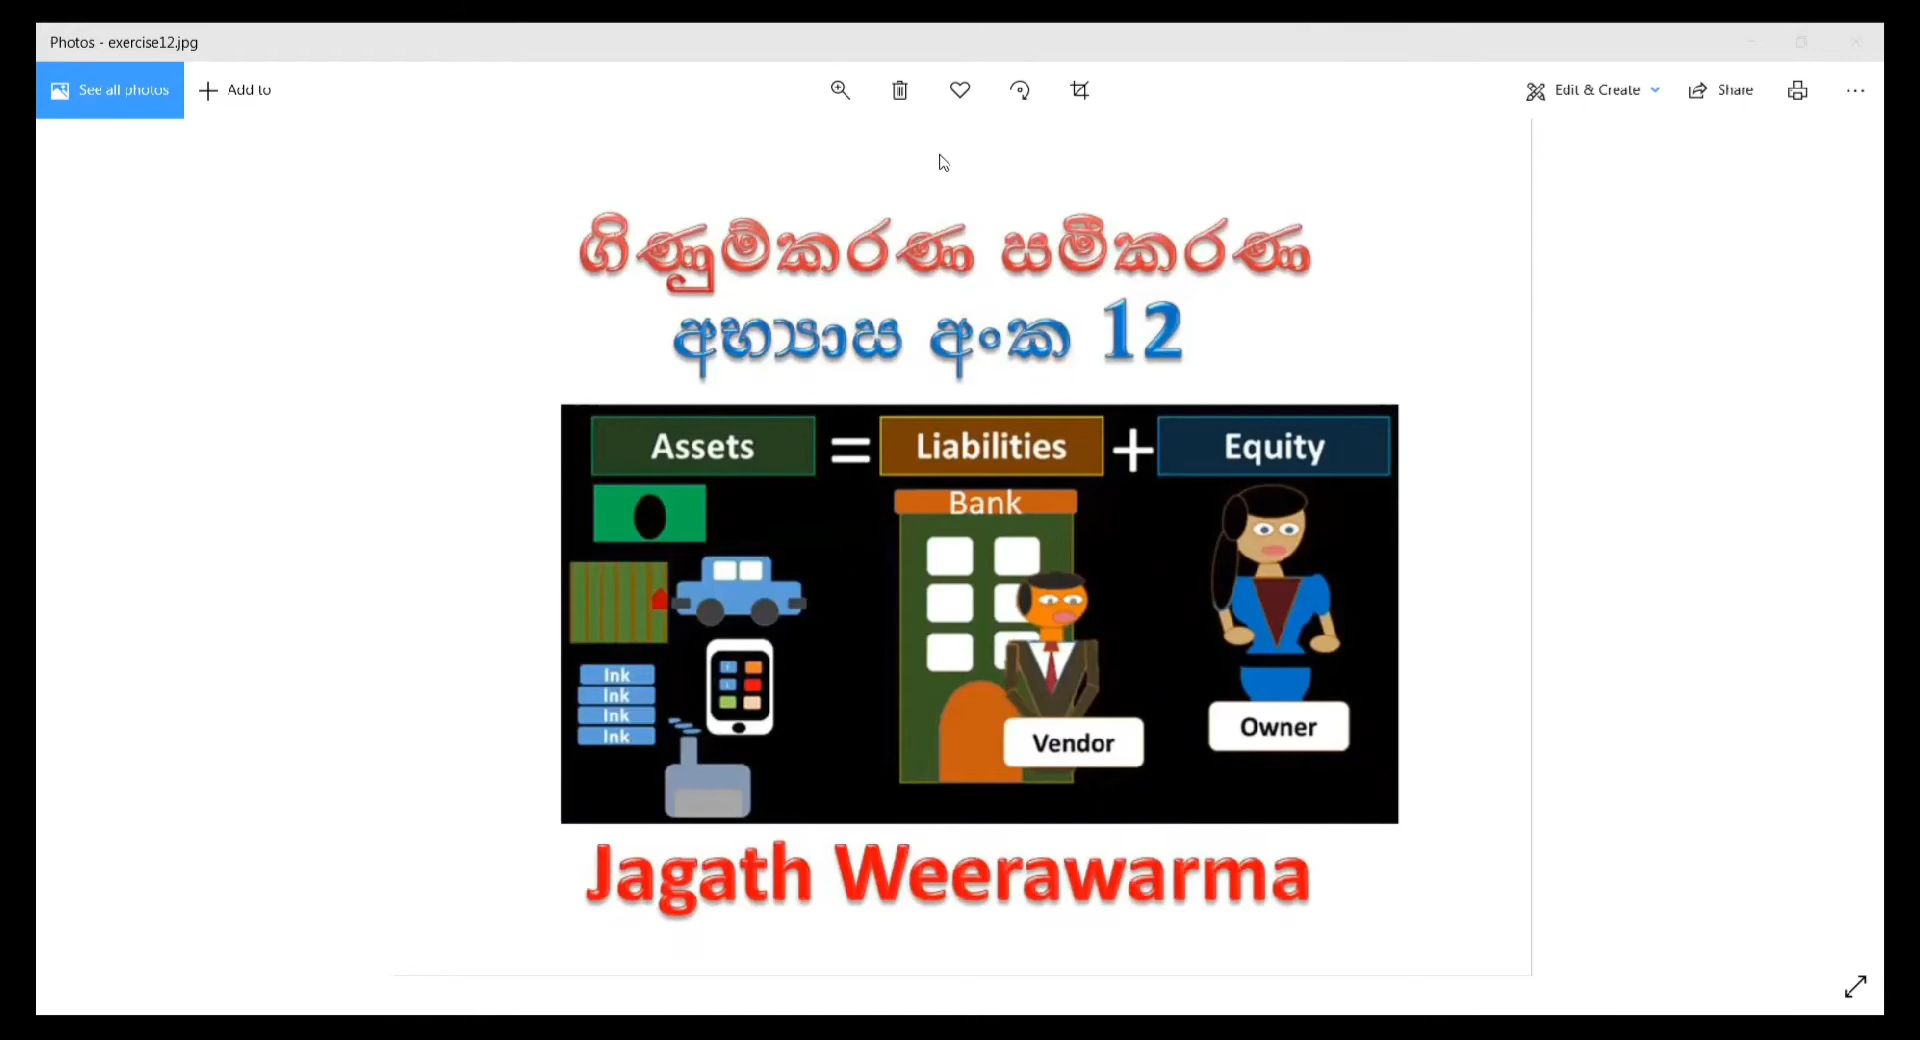 Photos - exercise12.jpg
See all photos
Add to
Edit & Create
Share
ගිණුම්කරණ සමීකරණ
අභ්‍යාස අංක 12
Assets = Liabilities + Equity
Bank
Ink
Ink
Ink
Ink
Vendor
Owner
Jagath Weerawarma